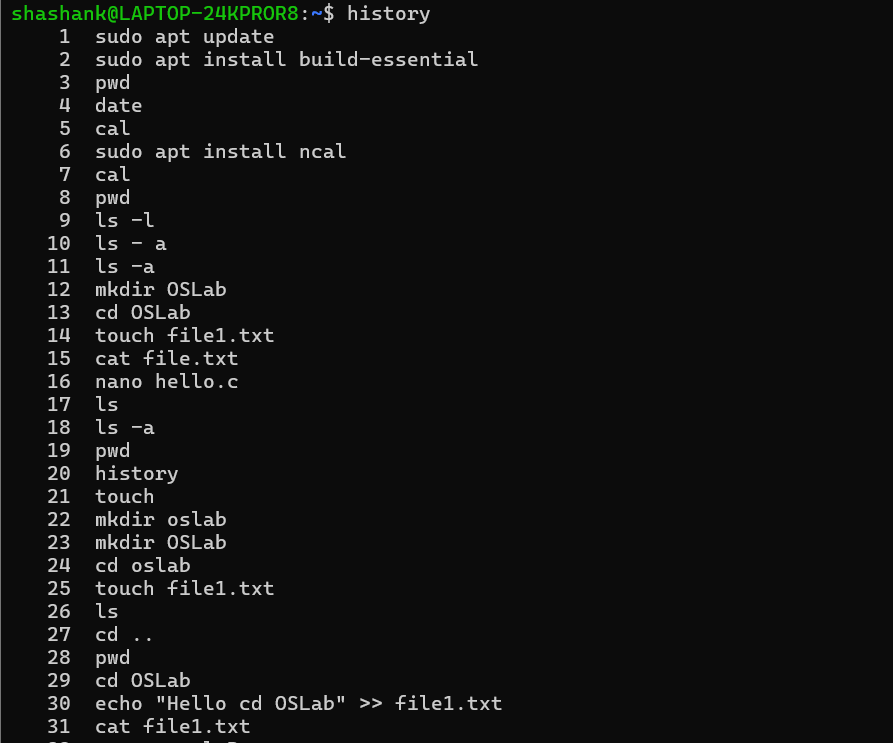 shashank@LAPTOP-24KPROR8:~$ history
1 sudo apt update
2 sudo apt install build-essential
3 pwd
4 date
5 cal
6 sudo apt install ncal
7 cal
8 pwd
9 ls -l
10 ls - a
11 ls -a
12 mkdir OSLab
13 cd OSLab
14 touch file1.txt
15 cat file.txt
16 nano hello.c
17 ls
18 ls -a
19 pwd
20 history
21 touch
22 mkdir oslab
23 mkdir OSLab
24 cd oslab
25 touch file1.txt
26 ls
27 cd ..
28 pwd
29 cd OSLab
30 echo "Hello cd OSLab" >> file1.txt
31 cat file1.txt